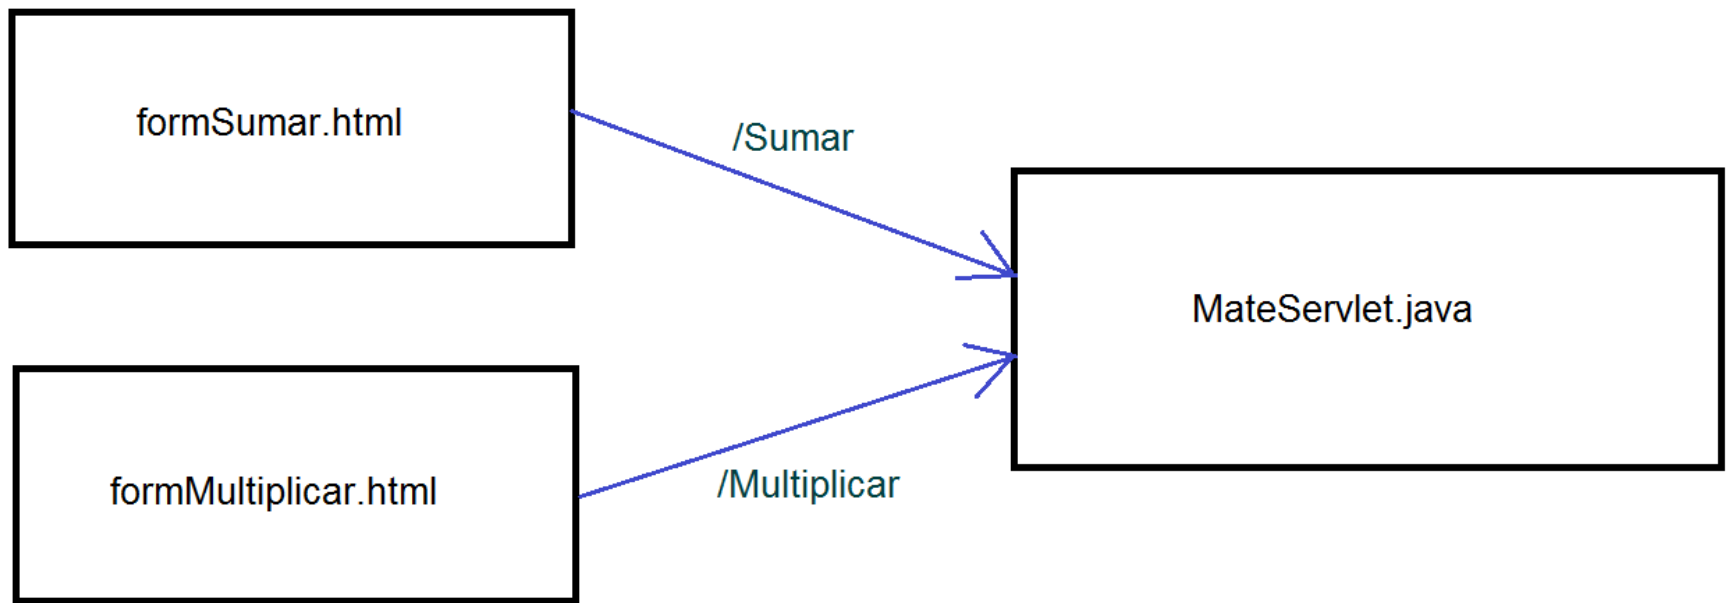 formSumar.html
/Sumar
MateServlet.java
formMultiplicar.html
/Multiplicar